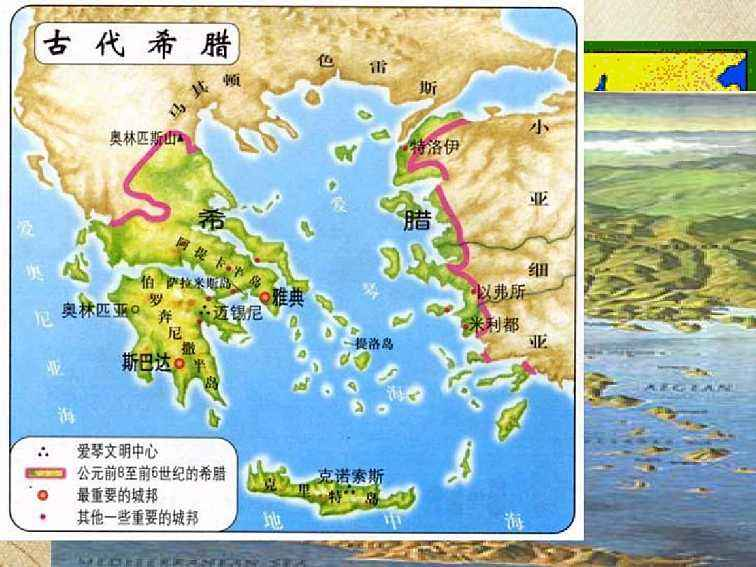 古代希腊
色雷斯
马其顿
奥林匹斯山
特洛伊
小亚细亚
爱琴海
希腊
爱奥尼亚海
阿提卡半岛
萨拉米斯岛
伯罗奔尼撒半岛
雅典
以弗所
奥林匹亚
迈锡尼
米利都
提洛岛
斯巴达
爱琴文明中心
公元前8至前6世纪的希腊
最重要的城邦
其他一些重要的城邦
克诺索斯
克里特岛
地中海
AEGEAN
MEDITERRANEAN SEA